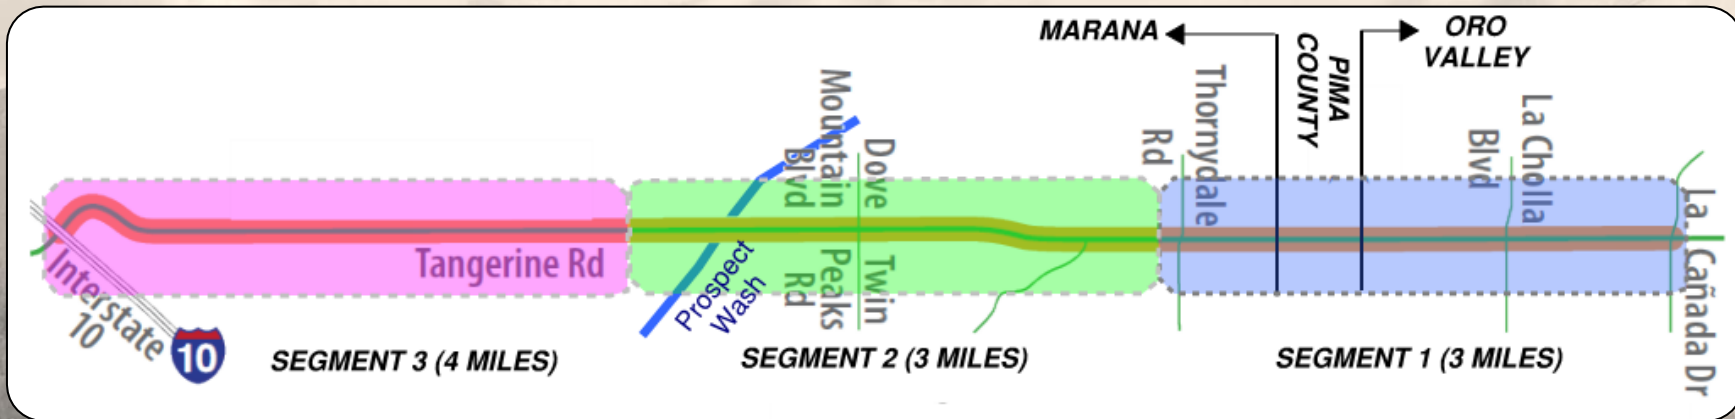 MARANA
PIMA
COUNTY
ORO
VALLEY
Mountain
Blvd
Dove
Thornydale
Rd
La Cholla
Blvd
La Cañada Dr
Tangerine Rd
Interstate
10
10
Prospect
Wash
Twin
Peaks
Rd
SEGMENT 3 (4 MILES)
SEGMENT 2 (3 MILES)
SEGMENT 1 (3 MILES)